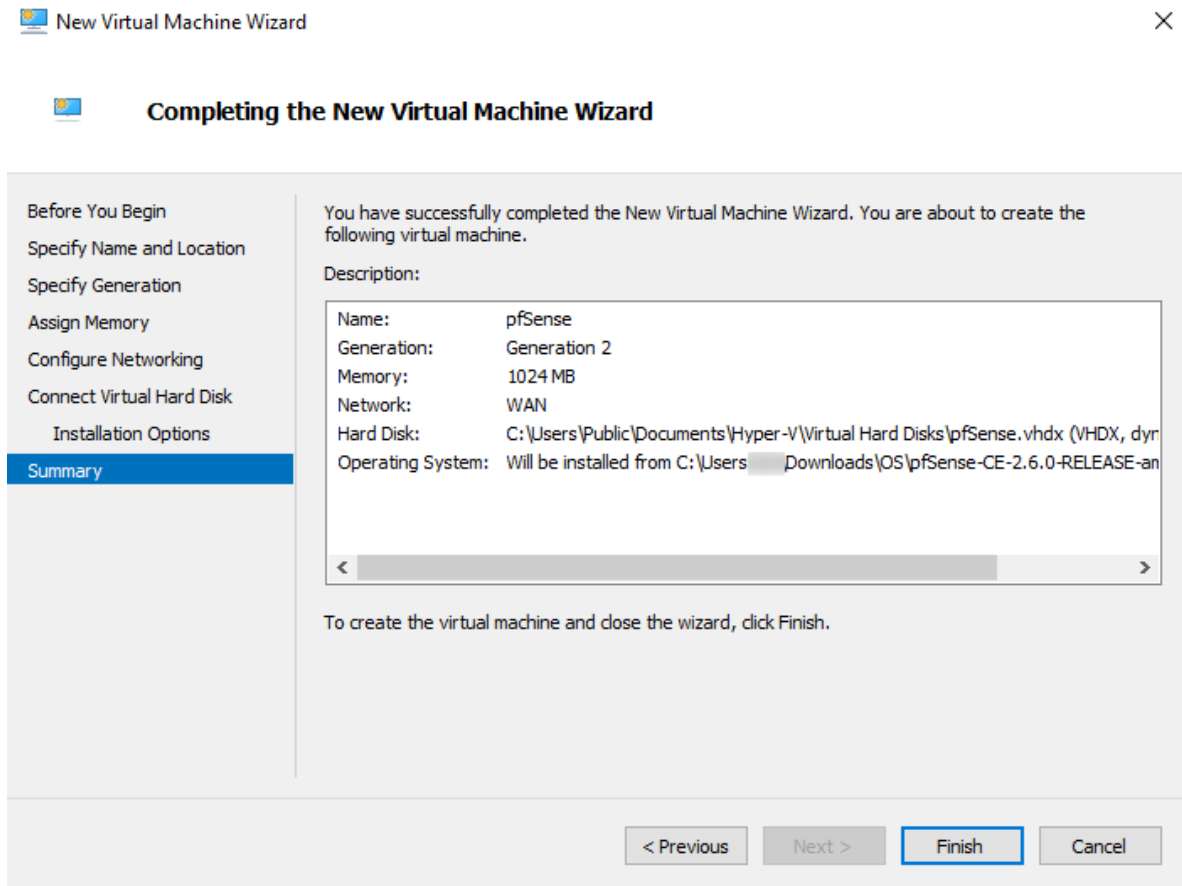 New Virtual Machine Wizard
Completing the New Virtual Machine Wizard
Before You Begin
Specify Name and Location
Specify Generation
Assign Memory
Configure Networking
Connect Virtual Hard Disk
Installation Options
Summary
You have successfully completed the New Virtual Machine Wizard. You are about to create the
following virtual machine.
Description:
Name: pfSense
Generation: Generation 2
Memory: 1024 MB
Network: WAN
Hard Disk: C:\Users\Public\Documents\Hyper-V\Virtual Hard Disks\pfSense.vhdx (VHDX, dyn
Operating System: Will be installed from C:\Users Downloads\OS\pfSense-CE-2.6.0-RELEASE-am
To create the virtual machine and close the wizard, click Finish.
< Previous
Next >
Finish
Cancel